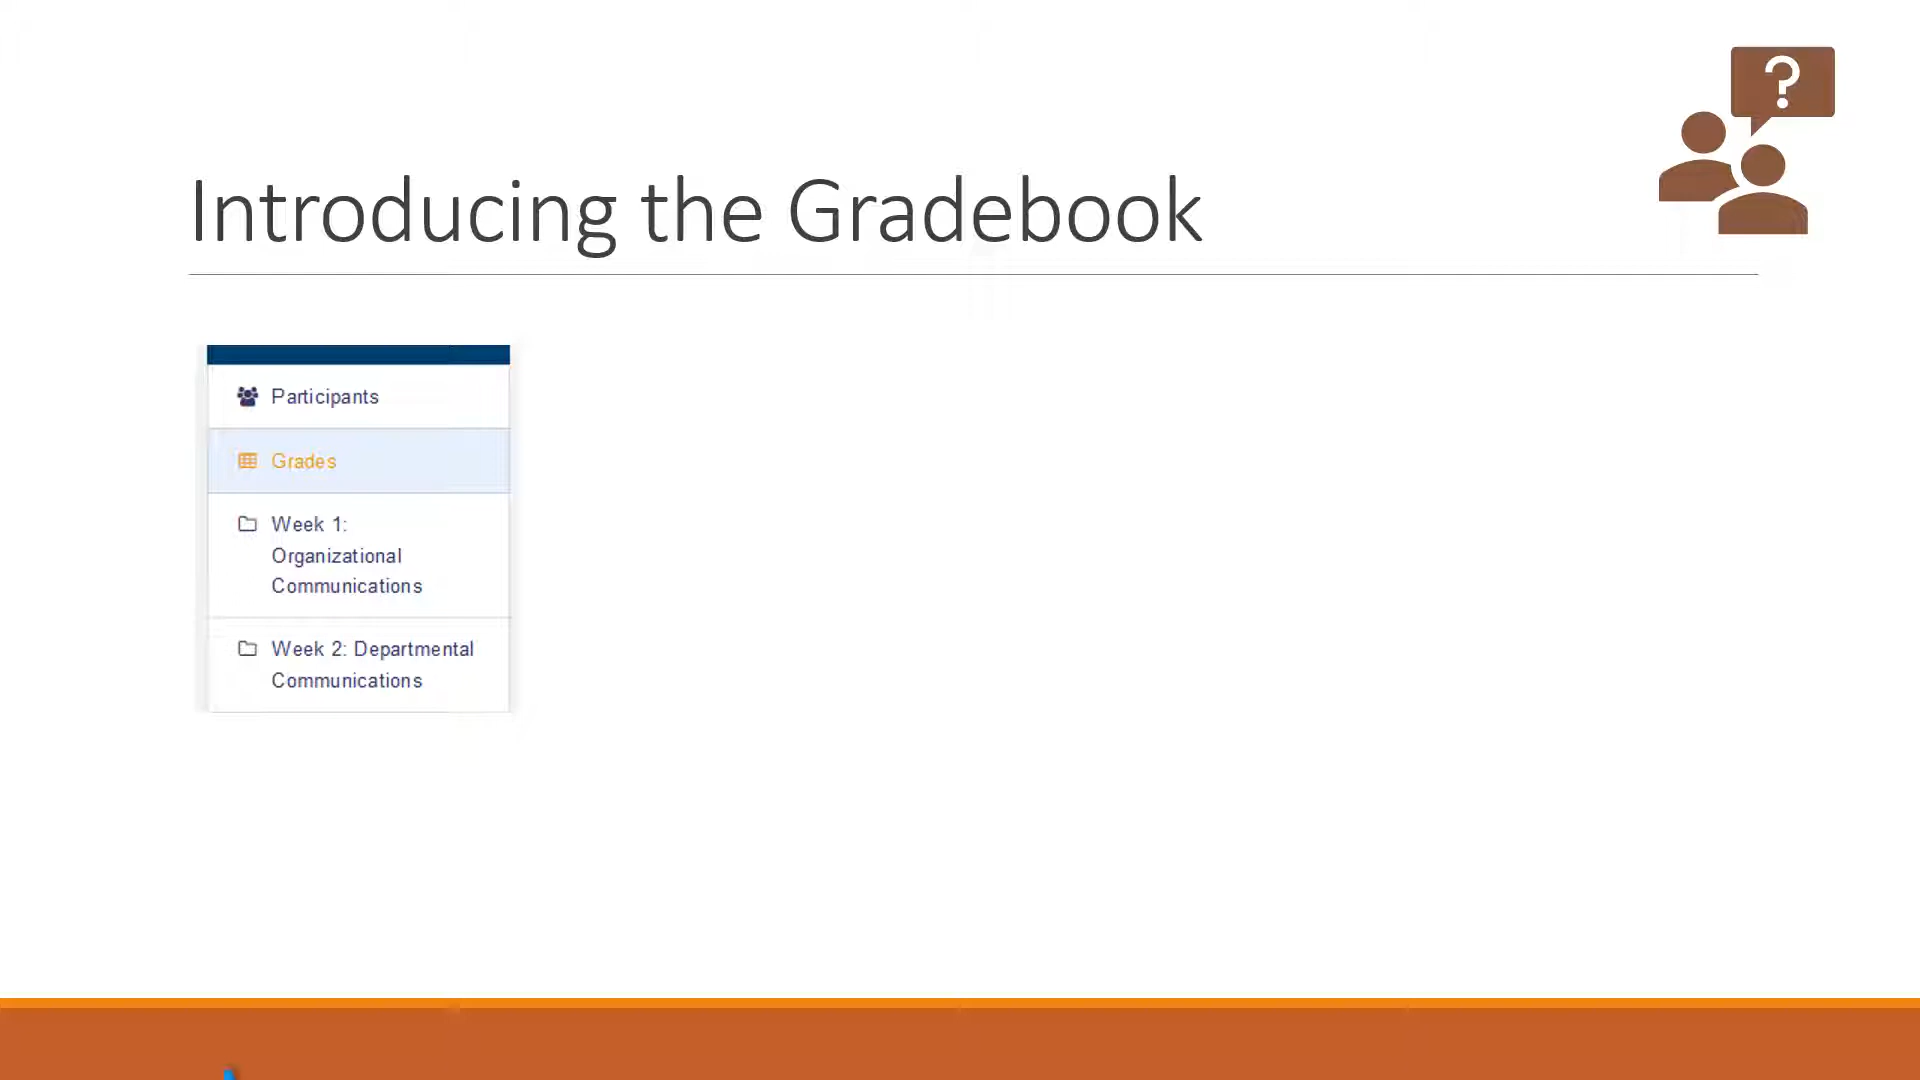 ?
Introducing the Gradebook
Participants
Grades
Week 1:
Organizational
Communications
Week 2: Departmental
Communications